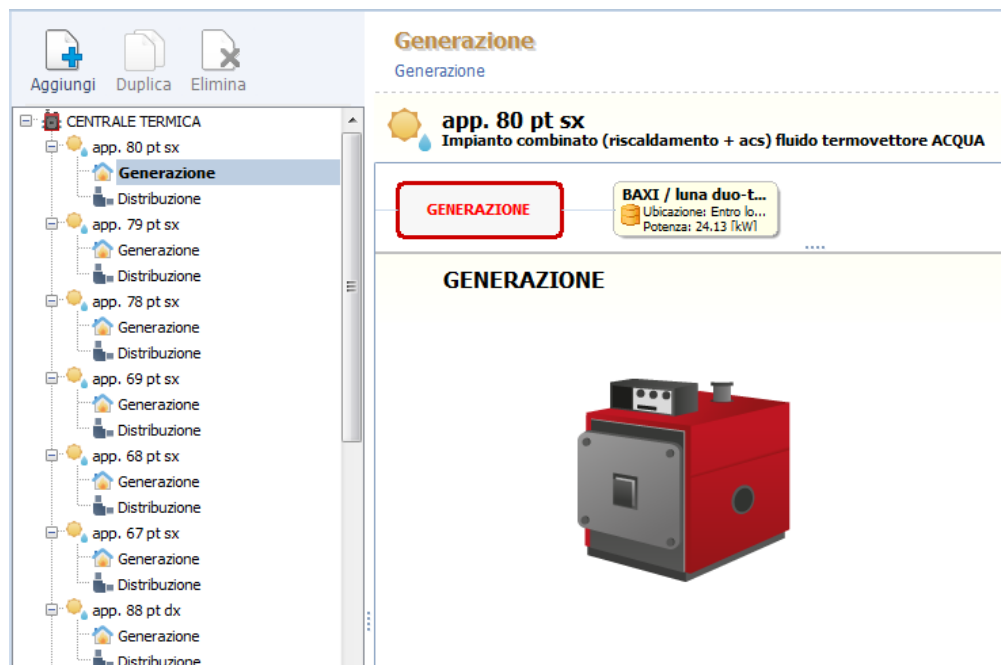 Aggiungi Duplica Elimina
CENTRALE TERMICA
app. 80 pt sx
Generazione
Distribuzione
app. 79 pt sx
Generazione
Distribuzione
app. 78 pt sx
Generazione
Distribuzione
app. 69 pt sx
Generazione
Distribuzione
app. 68 pt sx
Generazione
Distribuzione
app. 67 pt sx
Generazione
Distribuzione
app. 88 pt dx
Generazione
Distribuzione
Generazione
Generazione
app. 80 pt sx
Impianto combinato (riscaldamento + acs) fluido termovettore ACQUA
GENERAZIONE
BAXI / luna duo-t...
Ubicazione: Entro lo...
Potenza: 24.13 [kW]
GENERAZIONE